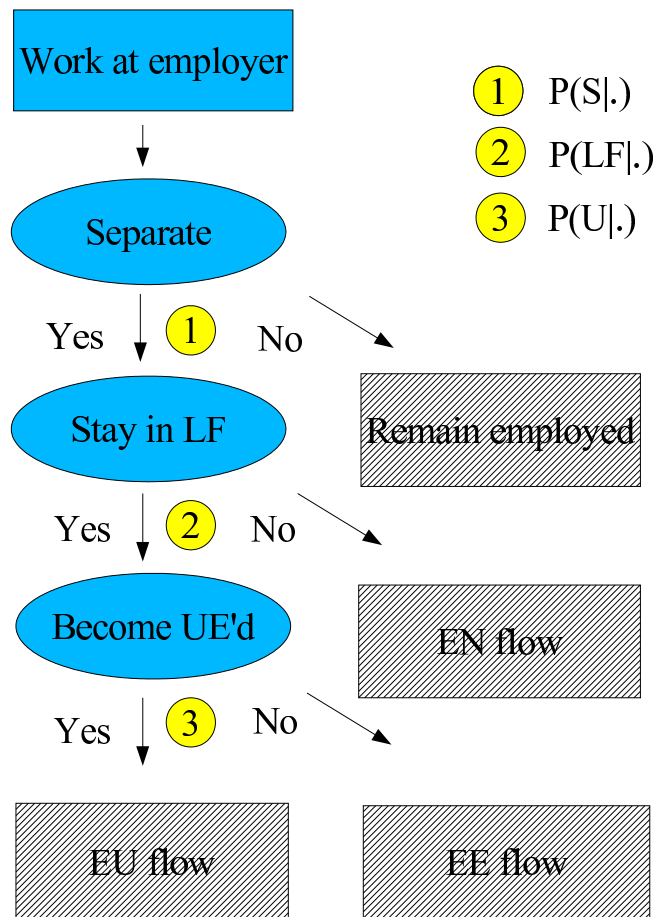 Work at employer
1 P(S|.)
2 P(LF|.)
3 P(U|.)
Separate
Yes 1 No
Stay in LF
Remain employed
Yes 2 No
Become UE'd
EN flow
Yes 3 No
EU flow
EE flow